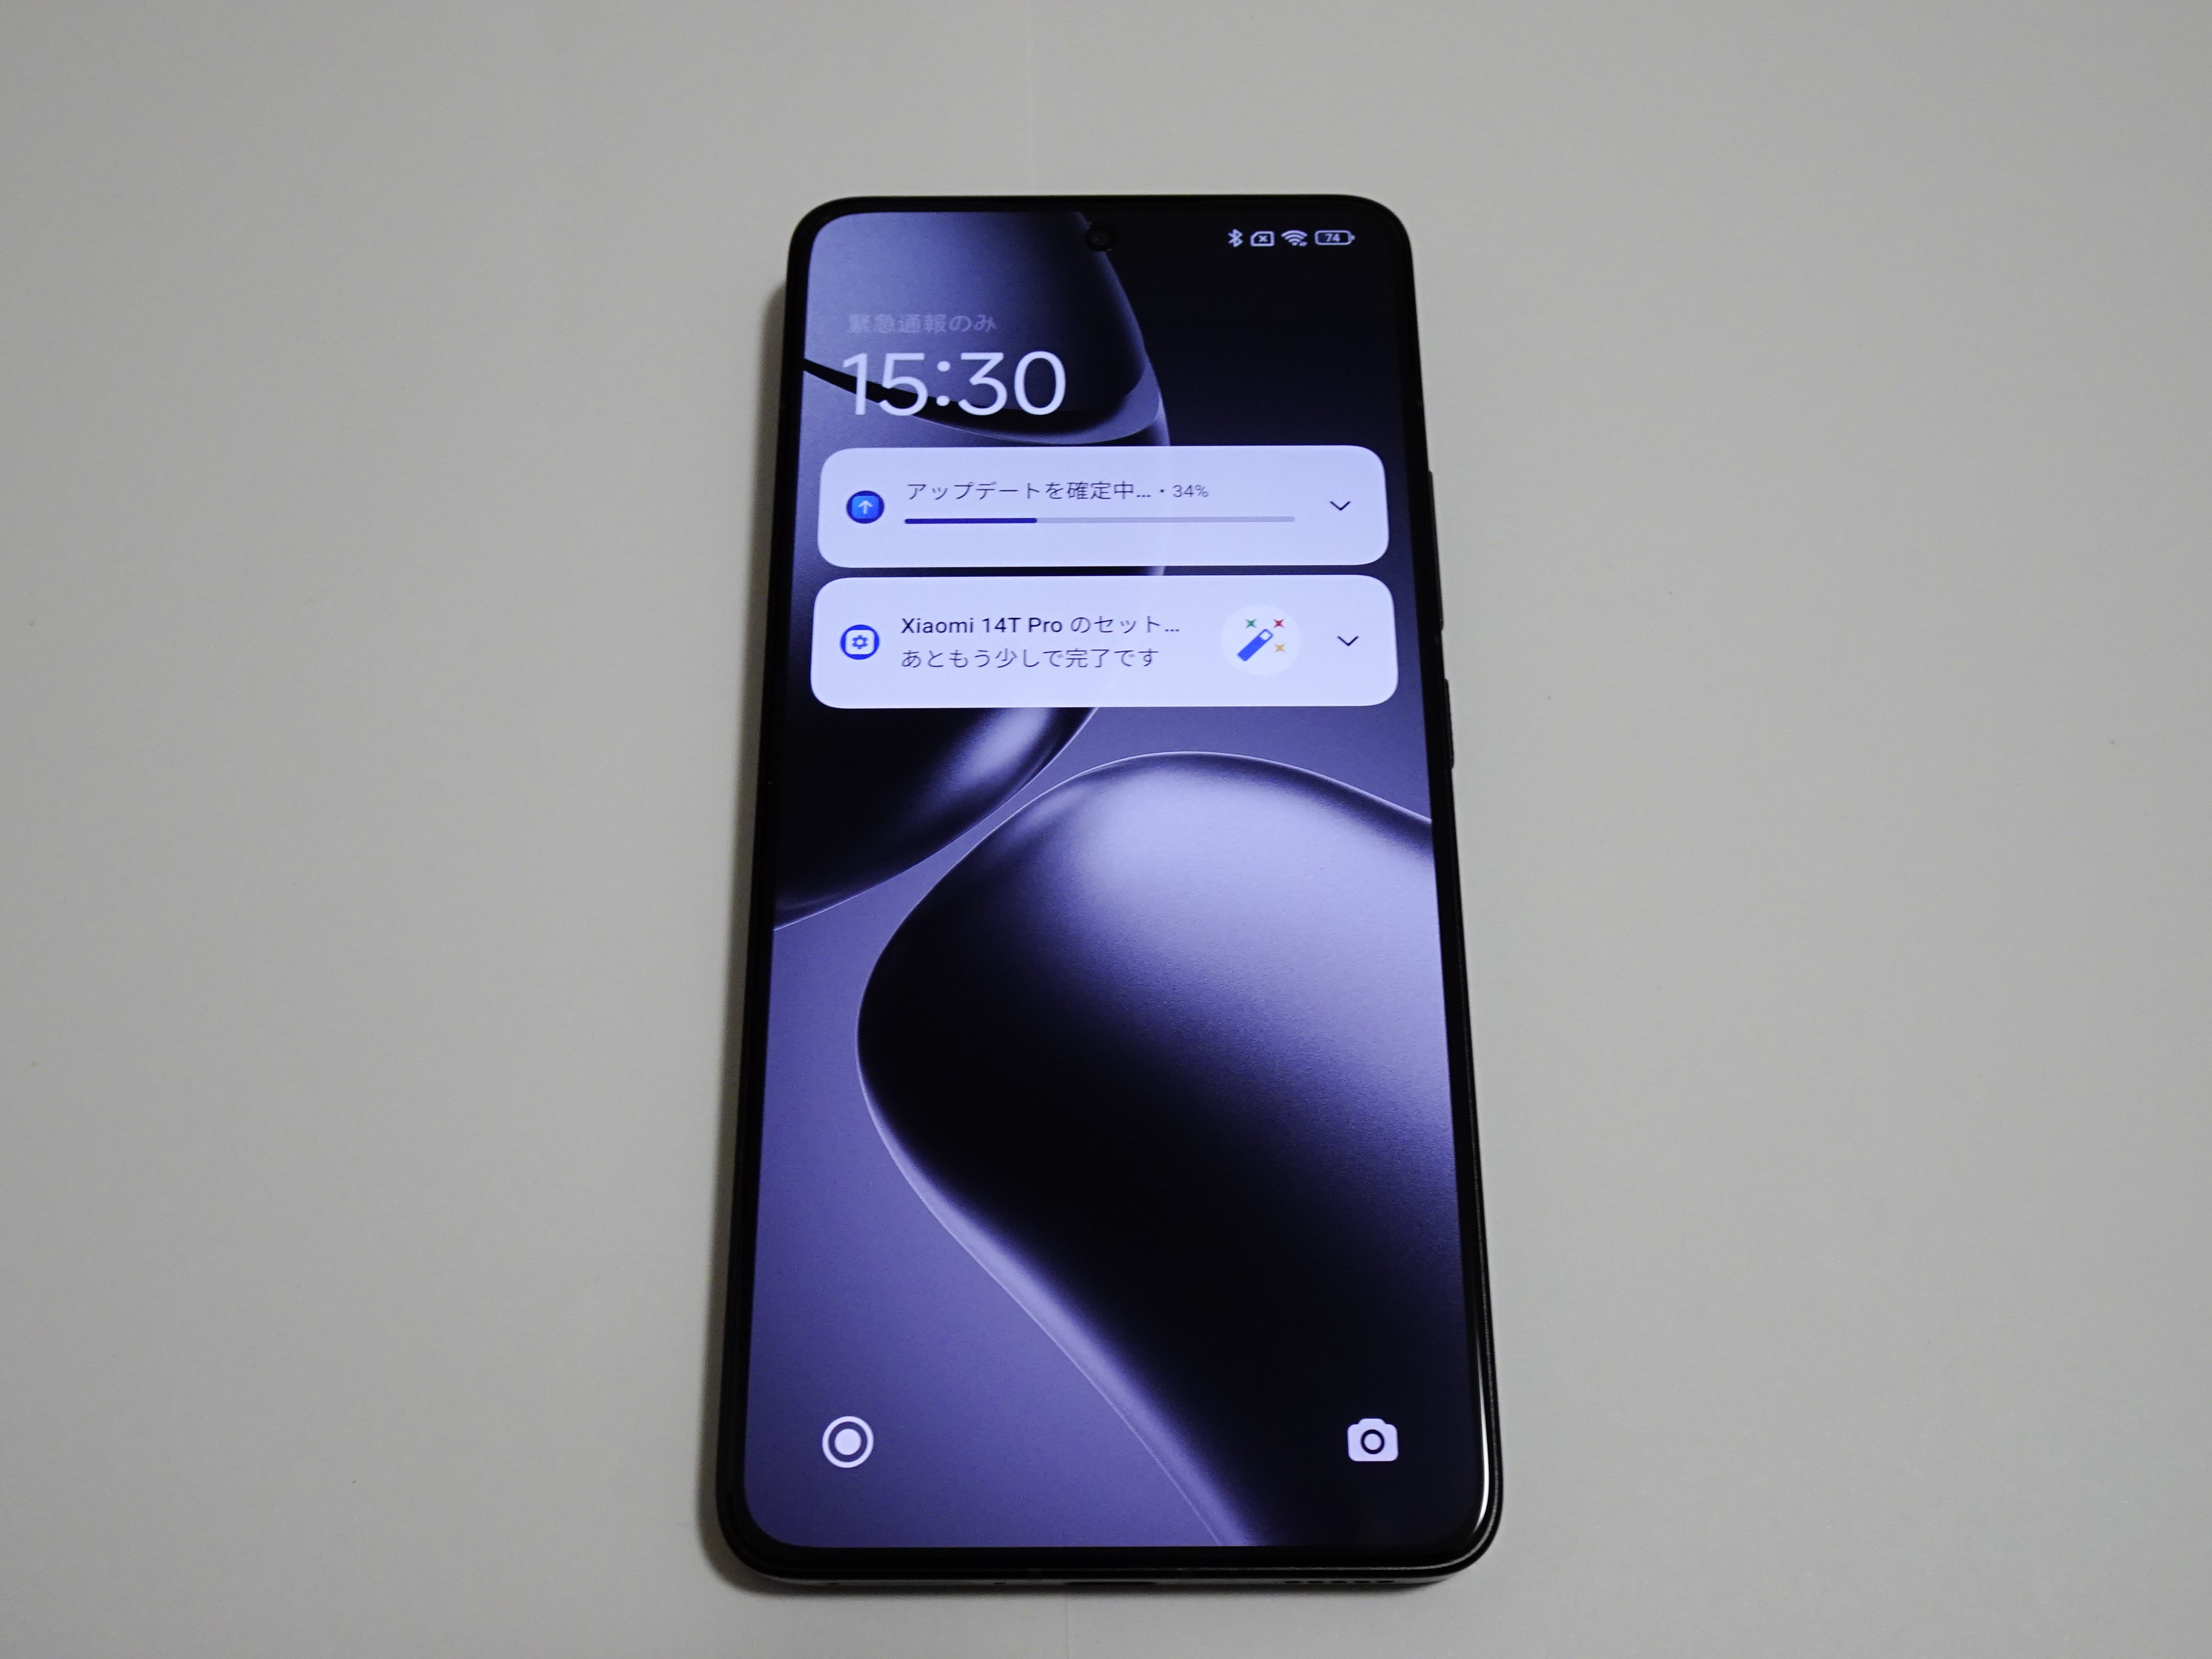 74
緊急通報のみ
15:30
アップデートを確定中...・34%
Xiaomi 14T Pro のセット...
あともう少しで完了です